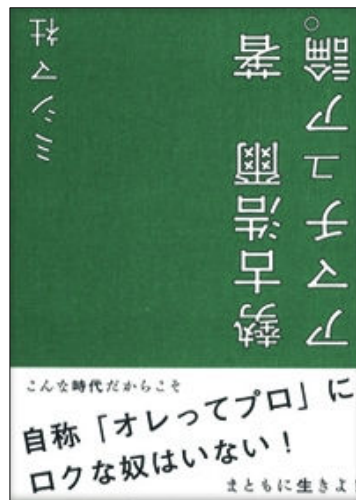 アマチュア論。
勢古浩爾 著
ミシマ社
こんな時代だからこそ
自称「オレってプロ」に
ロクな奴はいない!
まともに生きよ